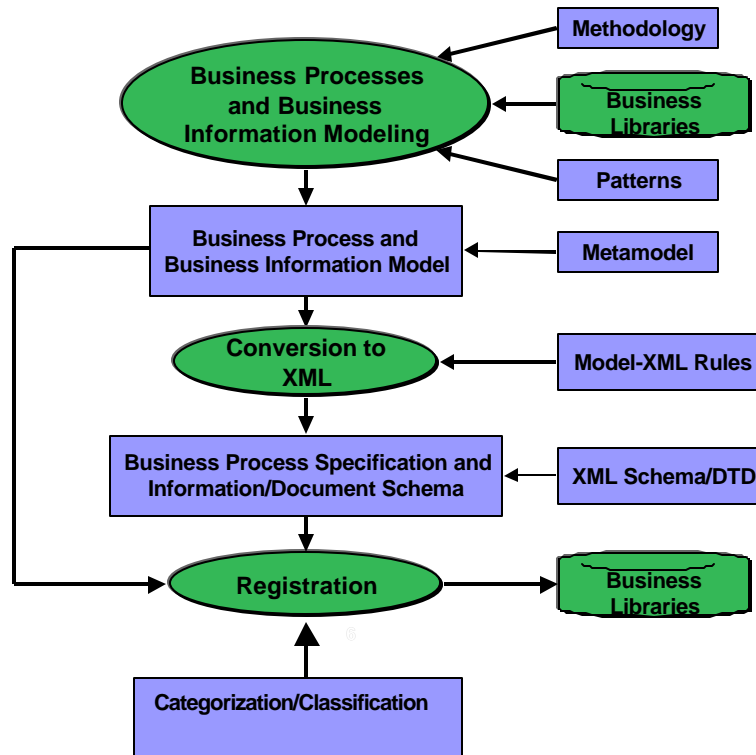 Methodology
Business Processes
and Business
Information Modeling
Business
Libraries
Patterns
Business Process and
Business Information Model
Metamodel
Conversion to
XML
Model-XML Rules
Business Process Specification and
Information/Document Schema
XML Schema/DTD
Registration
Business
Libraries
6
Categorization/Classification